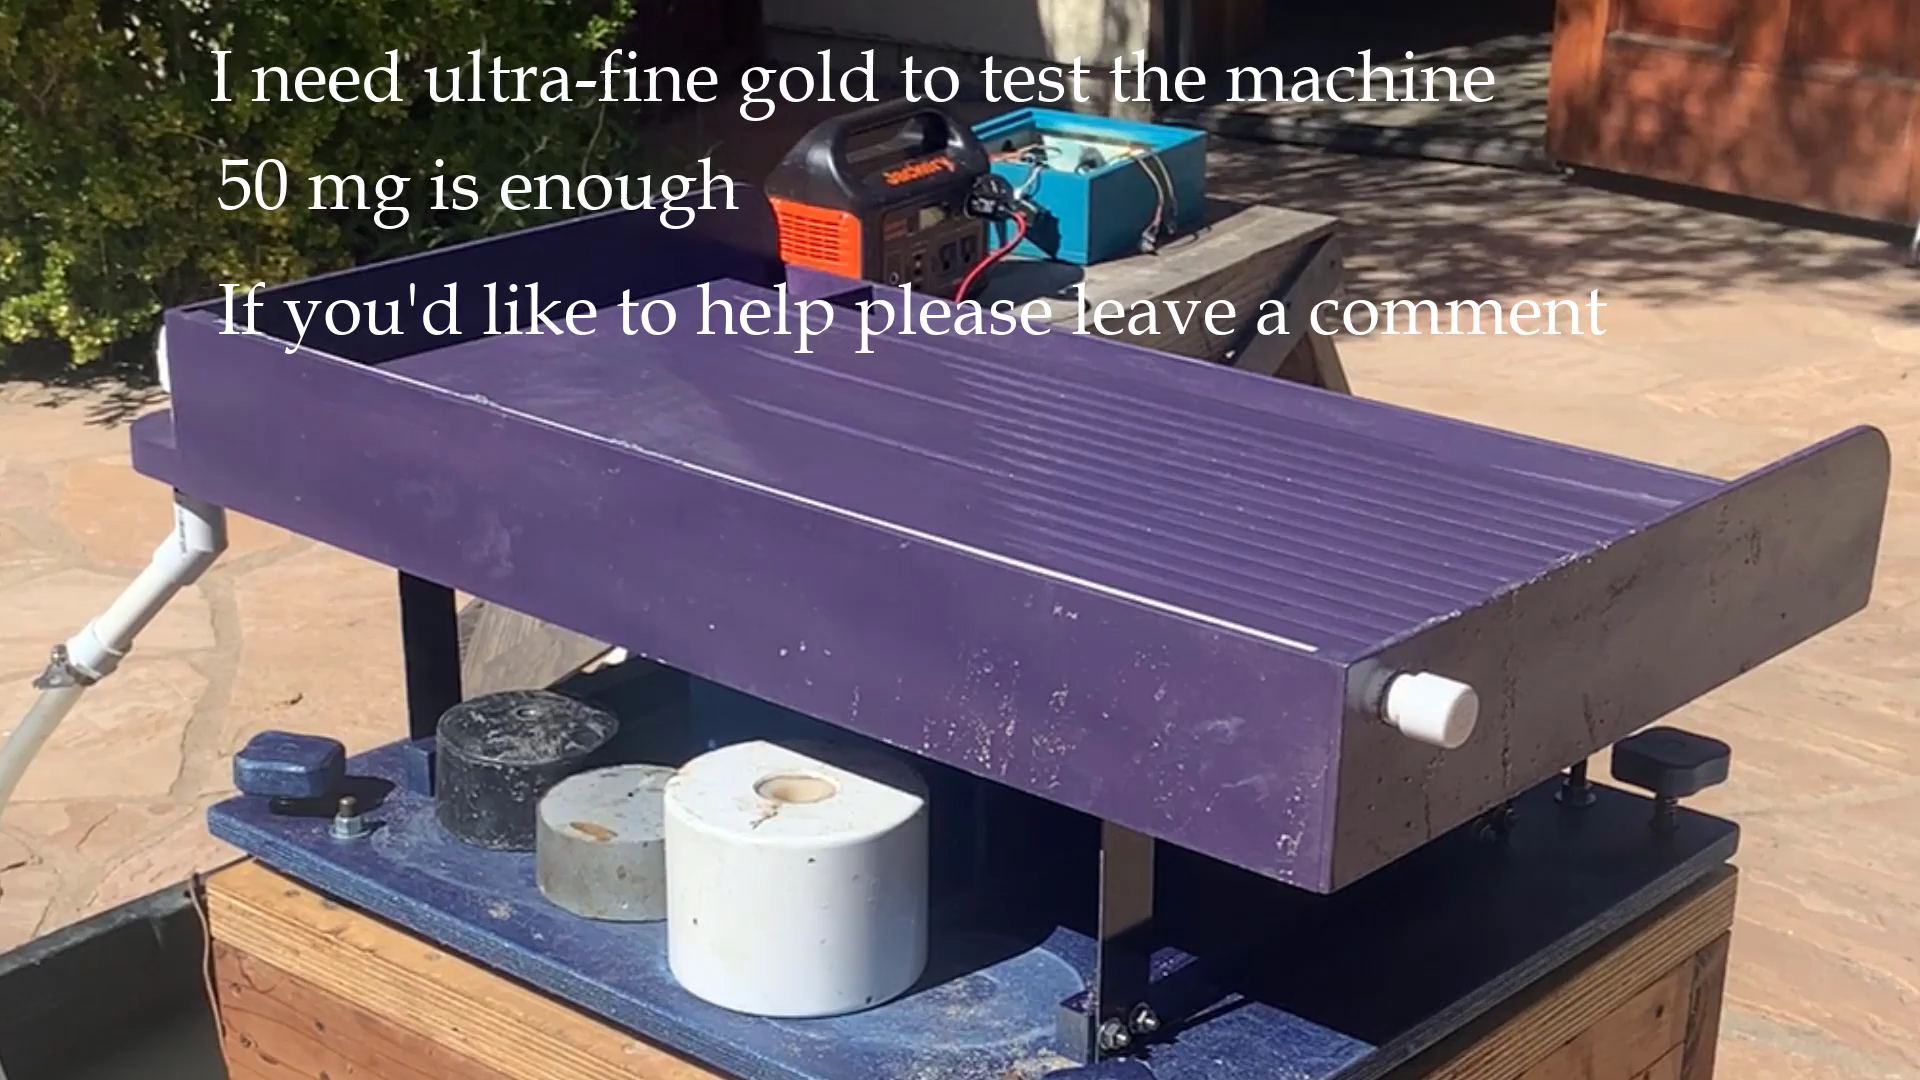 I need ultra-fine gold to test the machine
50 mg is enough
If you'd like to help please leave a comment
Jackery